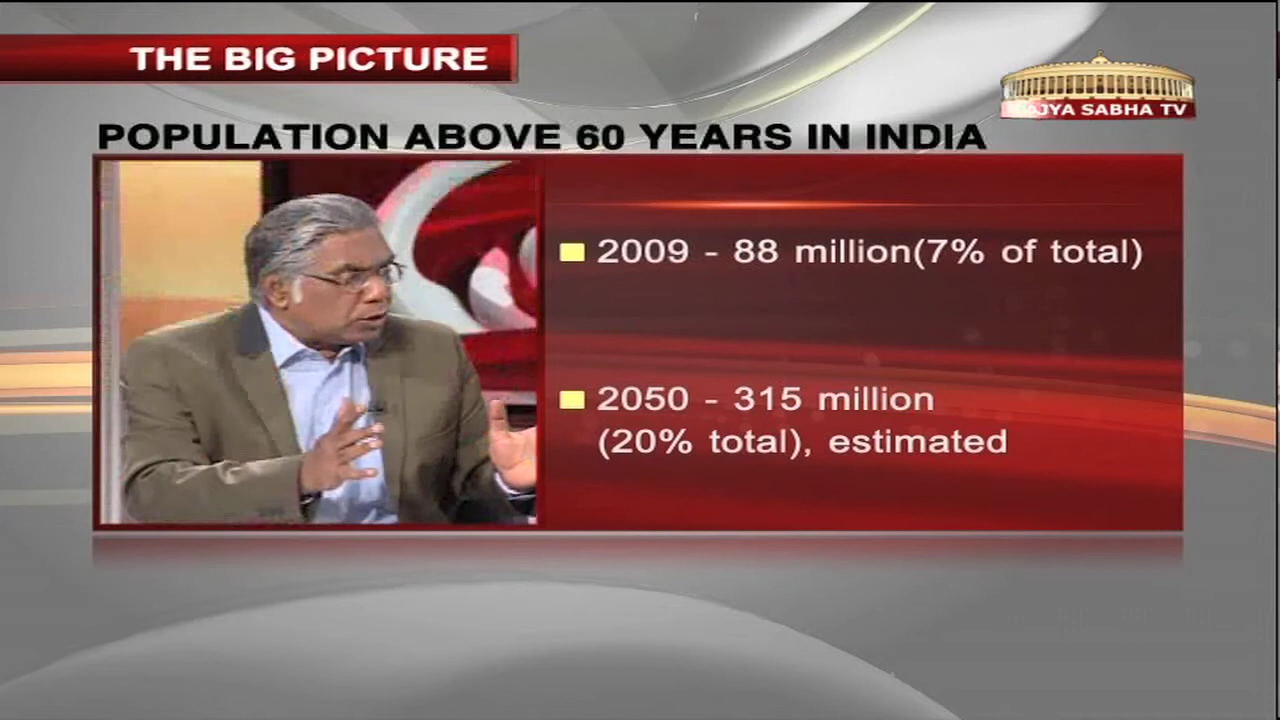 THE BIG PICTURE
JYA SABHA TV
POPULATION ABOVE 60 YEARS IN INDIA
2009 - 88 million(7% of total)
2050 - 315 million
(20% total), estimated